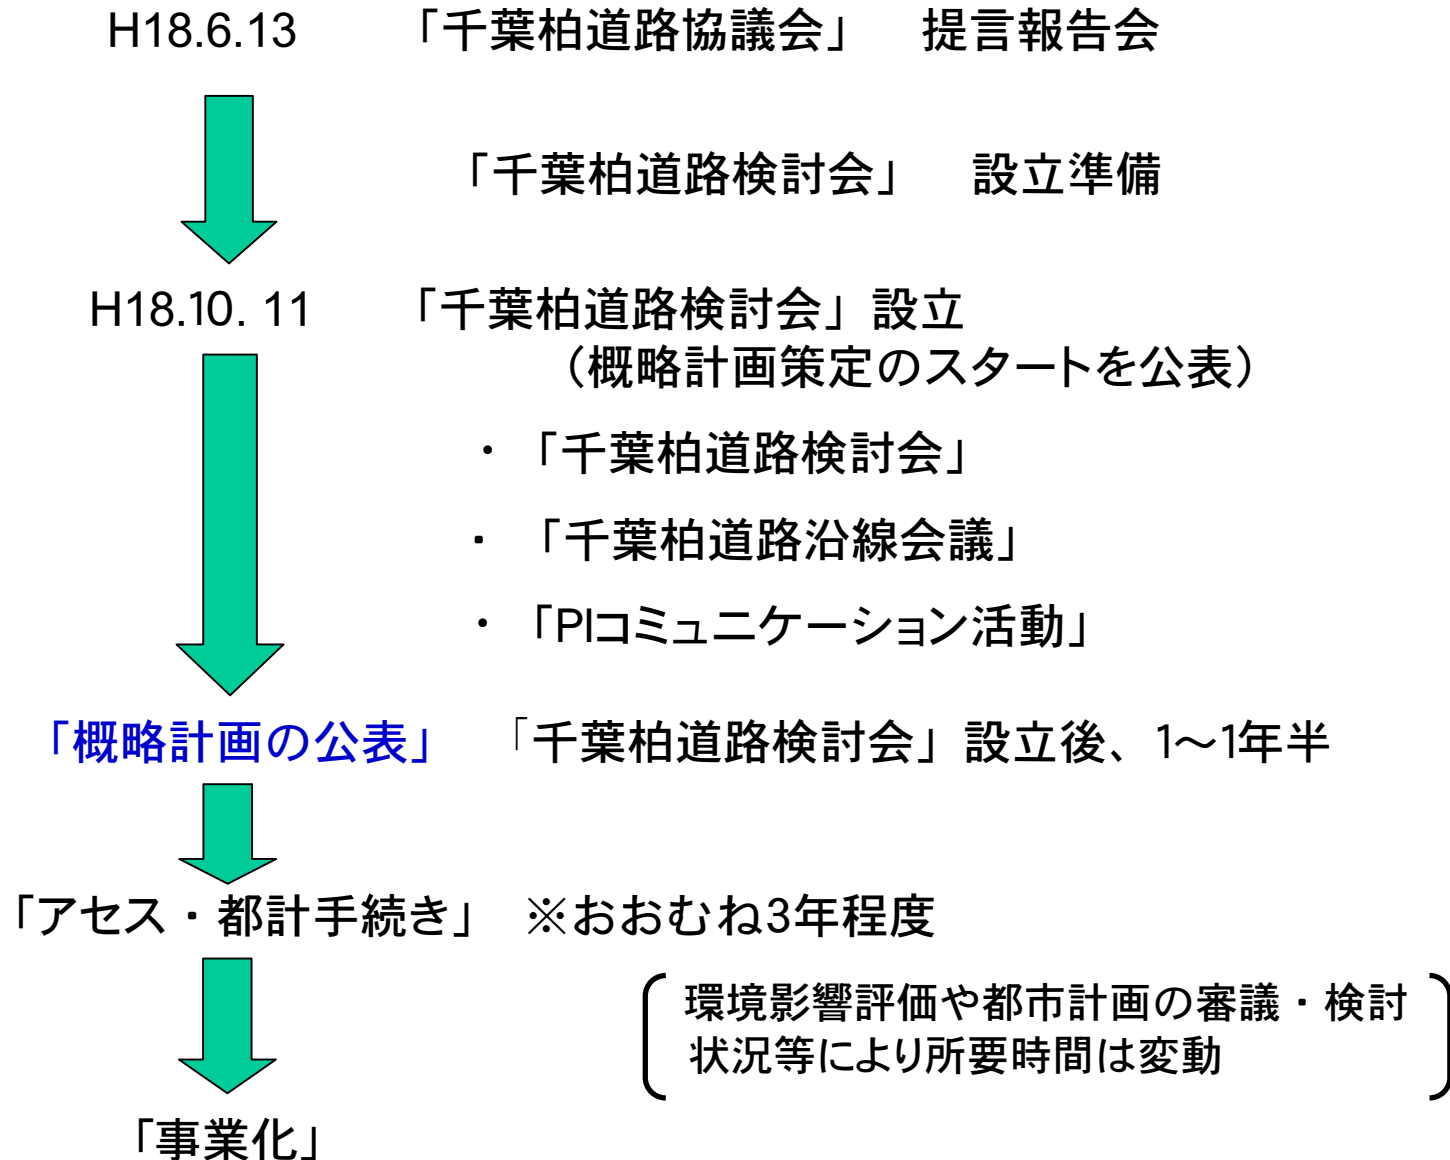 H18.6.13 「千葉柏道路協議会」 提言報告会
「千葉柏道路検討会」 設立準備
H18.10. 11 「千葉柏道路検討会」設立
(概略計画策定のスタートを公表)
・「千葉柏道路検討会」
・「千葉柏道路沿線会議」
・「PIコミュニケーション活動」
「概略計画の公表」 「千葉柏道路検討会」設立後、1～1年半
「アセス・都計手続き」 ※おおむね3年程度
環境影響評価や都市計画の審議・検討
状況等により所要時間は変動
「事業化」